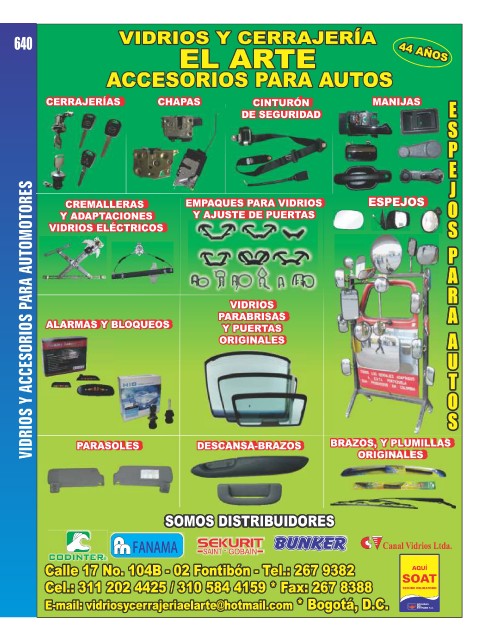 640
VIDRIOS Y ACCESORIOS PARA AUTOMOTORES
VIDRIOS Y CERRAJERÍA
EL ARTE
ACCESORIOS PARA AUTOS
44 AÑOS
CERRAJERÍAS
CHAPAS
CINTURÓN
DE SEGURIDAD
MANIJAS
ESPEJOS PARA AUTOS
CREMALLERAS
Y ADAPTACIONES
VIDRIOS ELÉCTRICOS
EMPAQUES PARA VIDRIOS
Y AJUSTE DE PUERTAS
ESPEJOS
ALARMAS Y BLOQUEOS
VIDRIOS
PARABRISAS
Y PUERTAS
ORIGINALES
PARASOLES
DESCANSA-BRAZOS
BRAZOS, Y PLUMILLAS
ORIGINALES
SOMOS DISTRIBUIDORES
CODINTER
FANAMA
SEKURIT
SAINT-GOBAIN
BUNKER
CV Canal Vidrios Ltda.
Calle 17 No. 104B - 02 Fontibón - Tel.: 267 9382
Cel.: 311 202 4425 / 310 584 4159 * Fax: 267 8388
E-mail: vidriosycerrajeriaelarte@hotmail.com * Bogotá, D.C.
AQUÍ
SOAT